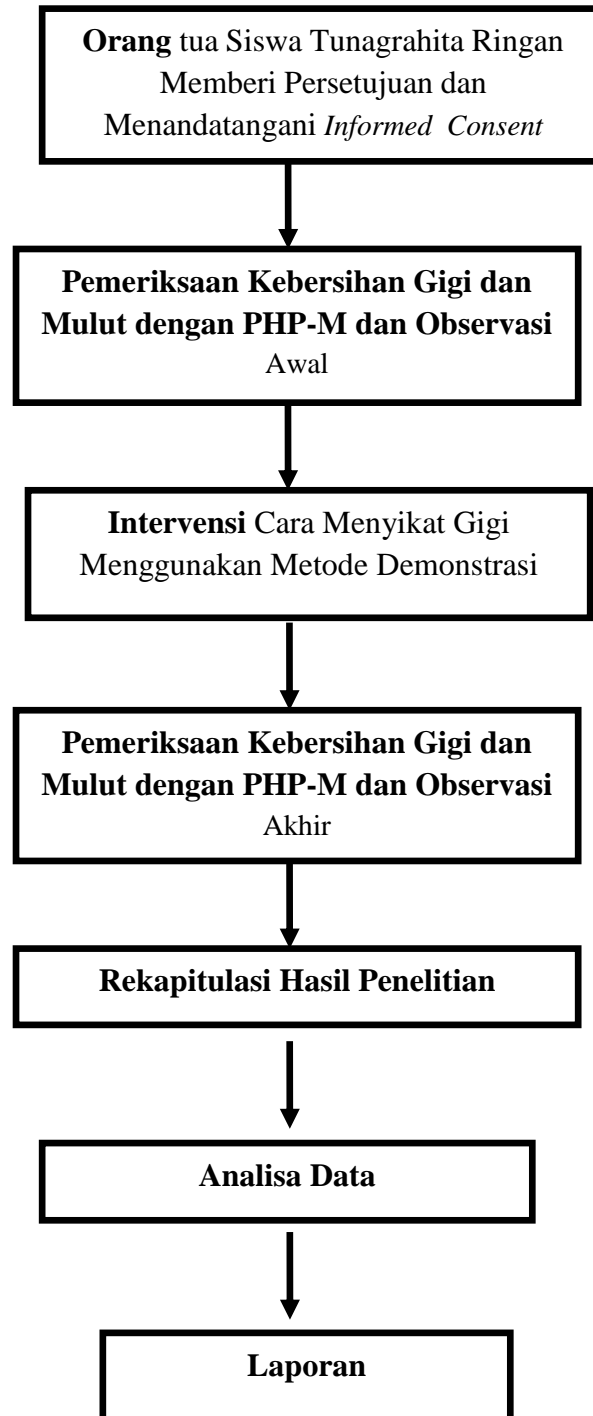 Orang tua Siswa Tunagrahita Ringan
Memberi Persetujuan dan
Menandatangani Informed Consent
Pemeriksaan Kebersihan Gigi dan
Mulut dengan PHP-M dan Observasi
Awal
Intervensi Cara Menyikat Gigi
Menggunakan Metode Demonstrasi
Pemeriksaan Kebersihan Gigi dan
Mulut dengan PHP-M dan Observasi
Akhir
Rekapitulasi Hasil Penelitian
Analisa Data
Laporan